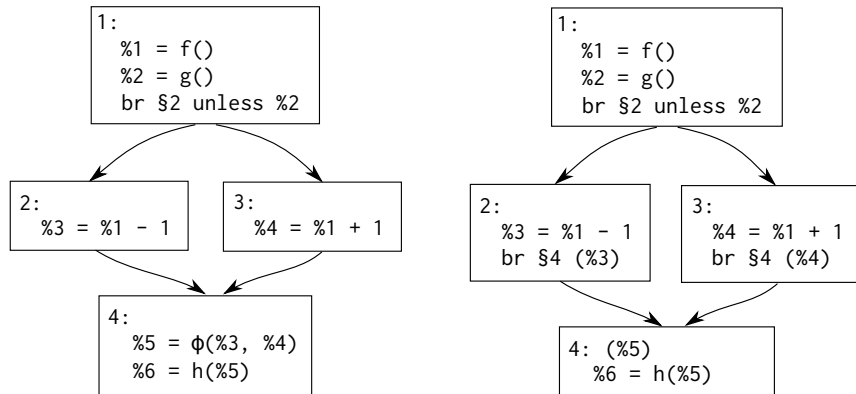 1:
%1 = f()
%2 = g()
br §2 unless %2
2:
%3 = %1 - 1
3:
%4 = %1 + 1
4:
%5 = ϕ(%3, %4)
%6 = h(%5)
1:
%1 = f()
%2 = g()
br §2 unless %2
2:
%3 = %1 - 1
br §4 (%3)
3:
%4 = %1 + 1
br §4 (%4)
4: (%5)
%6 = h(%5)